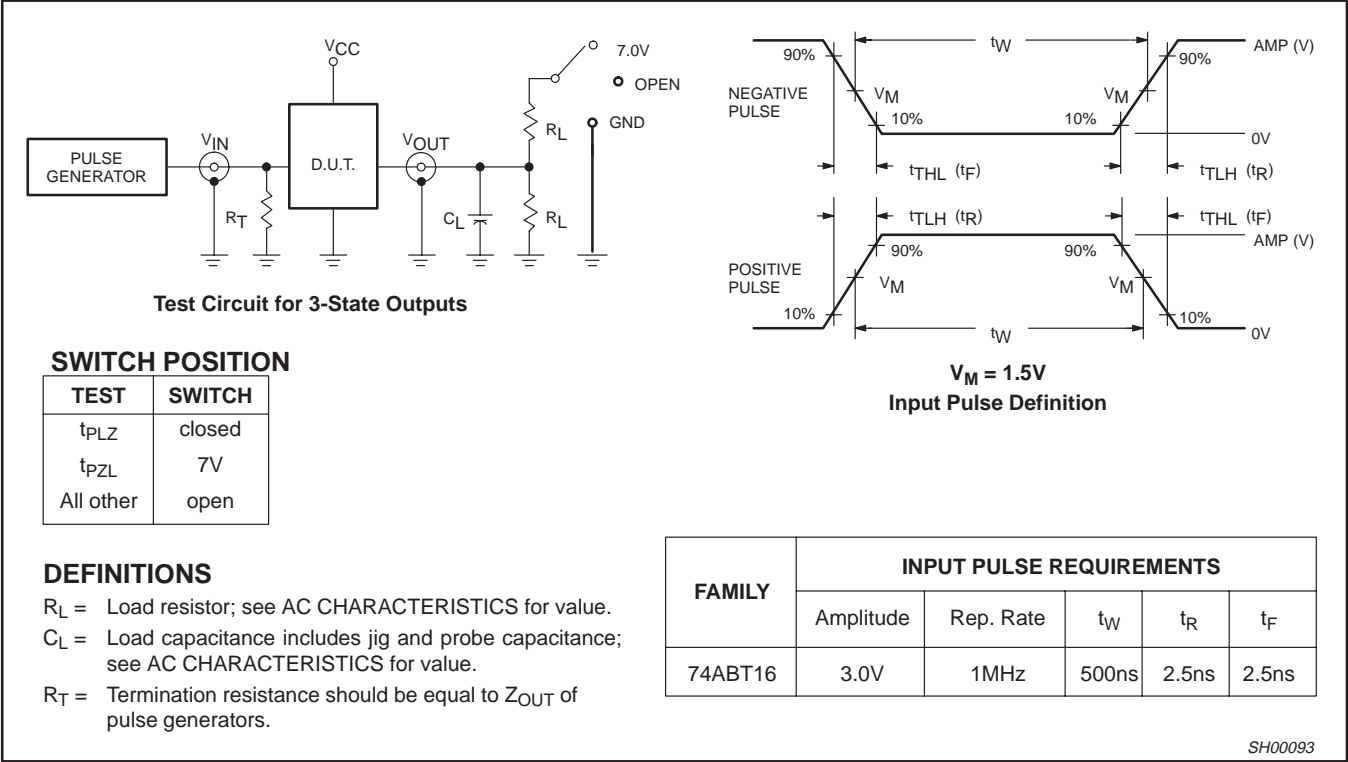 VCC
7.0V
OPEN
GND
RL
VIN
VOUT
PULSE
GENERATOR
D.U.T.
RT
CL
RL
Test Circuit for 3-State Outputs
90%
tW
90%
AMP (V)
NEGATIVE
PULSE
VM
VM
10%
10%
0V
tTHL (tF)
tTLH (tR)
tTLH (tR)
tTHL (tF)
AMP (V)
90%
90%
POSITIVE
PULSE
VM
VM
10%
10%
tW
0V
VM = 1.5V
Input Pulse Definition
SWITCH POSITION
TEST SWITCH
tPLZ closed
tPZL 7V
All other open
DEFINITIONS
RL = Load resistor; see AC CHARACTERISTICS for value.
CL = Load capacitance includes jig and probe capacitance;
see AC CHARACTERISTICS for value.
RT = Termination resistance should be equal to ZOUT of
pulse generators.
FAMILY
INPUT PULSE REQUIREMENTS
Amplitude Rep. Rate tW tR tF
74ABT16 3.0V 1MHz 500ns 2.5ns 2.5ns
SH00093